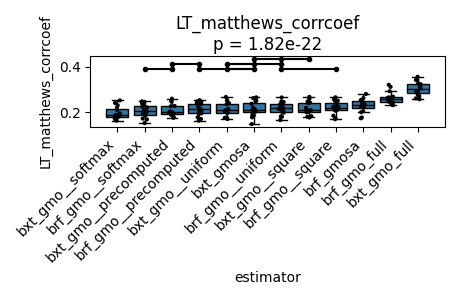 LT_matthews_corrcoef
p = 1.82e-22
LT_matthews_corrcoef
0.4
0.2
bxt_gmo__softmax
brf_gmo__softmax
bxt_gmo__precomputed
brf_gmo__precomputed
bxt_gmo__uniform
bxt_gmosa
brf_gmo__uniform
bxt_gmo__square
brf_gmo__square
brf_gmosa
brf_gmo_full
bxt_gmo_full
estimator